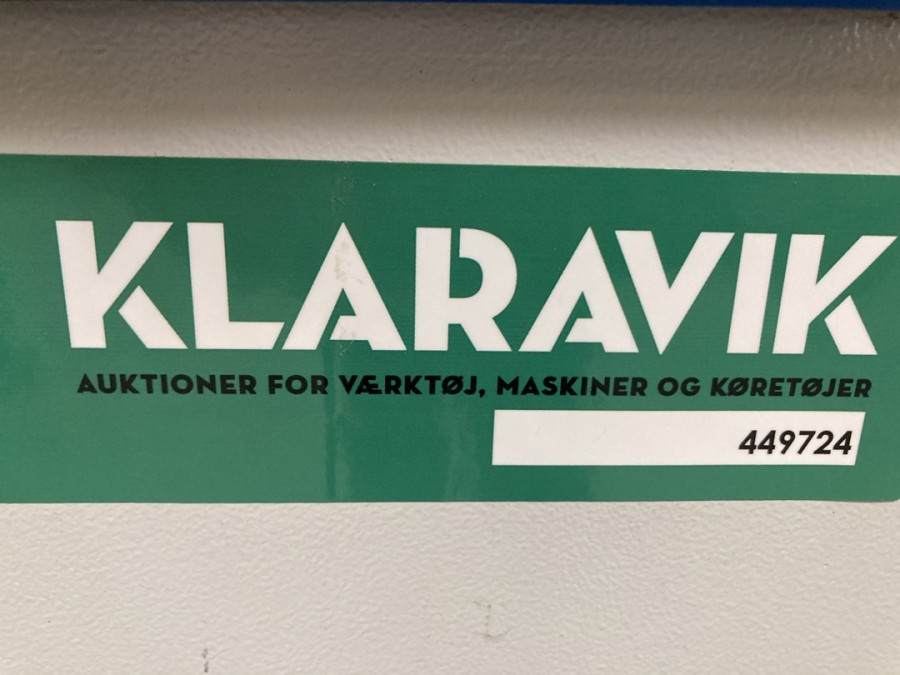 KLARAVIK
AUKTIONER FOR VÆRKTØJ, MASKINER OG KØRETØJER
449724